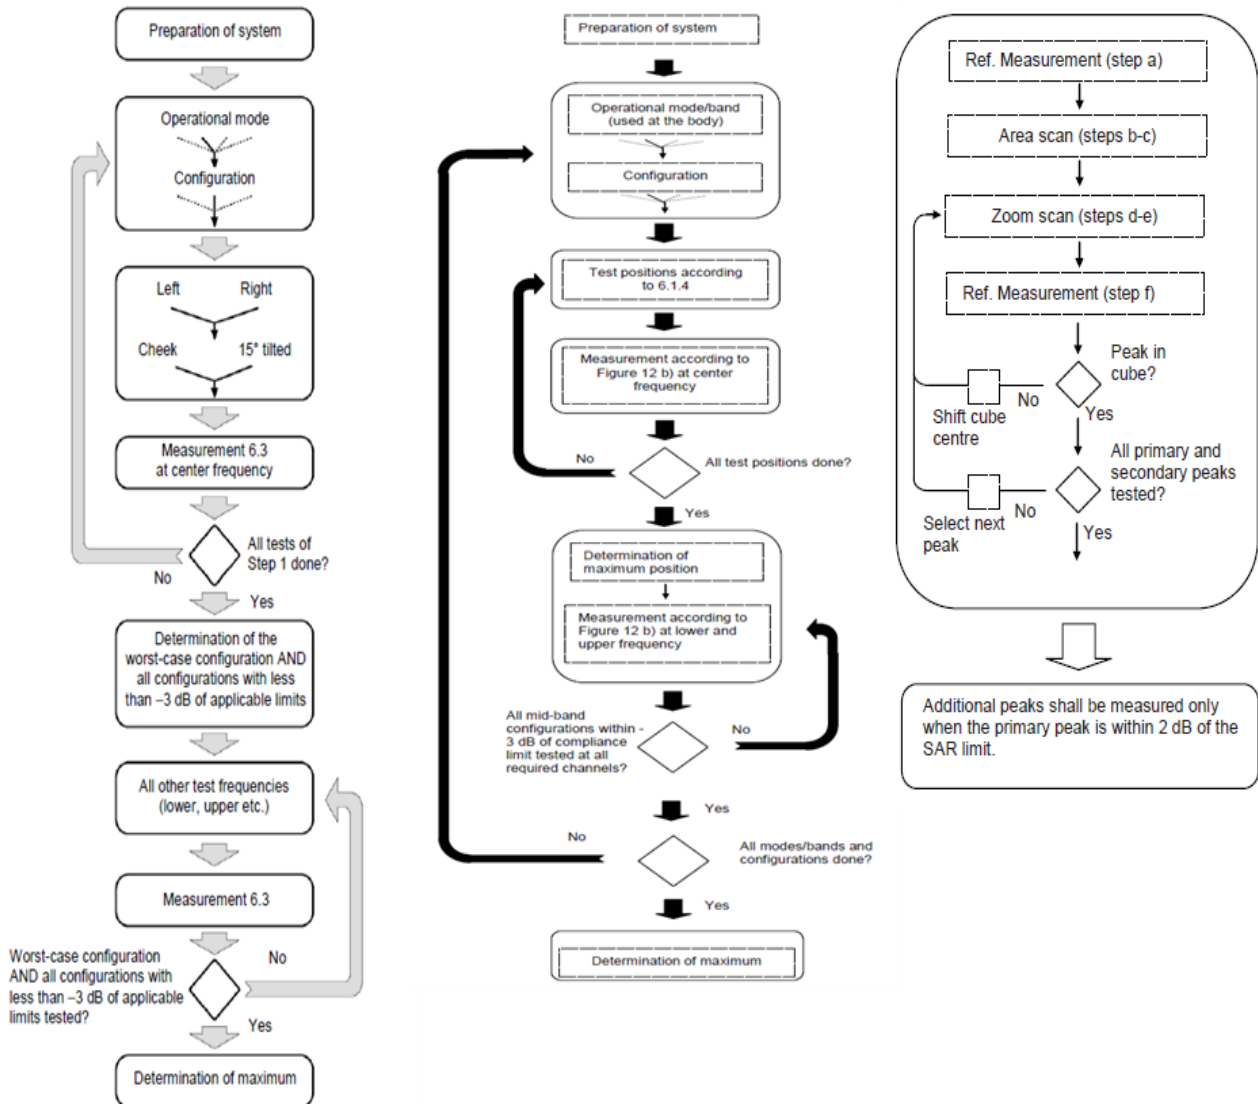 Preparation of system
Operational mode
Configuration
Left Right
Cheek 15° tilted
Measurement 6.3
at center frequency
All tests of
Step 1 done?
No
Yes
Determination of the
worst-case configuration AND
all configurations with less
than –3 dB of applicable limits
All other test frequencies
(lower, upper etc.)
Measurement 6.3
Worst-case configuration
AND all configurations with
less than –3 dB of applicable
limits tested?
No
Yes
Determination of maximum
Preparation of system
Operational mode/band
(used at the body)
Configuration
Test positions according
to 6.1.4
Measurement according to
Figure 12 b) at center
frequency
No
All test positions done?
Yes
Determination of
maximum position
Measurement according to
Figure 12 b) at lower and
upper frequency
All mid-band
configurations within -
3 dB of compliance
limit tested at all
required channels?
No
Yes
No
All modes/bands and
configurations done?
Yes
Determination of maximum
Ref. Measurement (step a)
Area scan (steps b-c)
Zoom scan (steps d-e)
Ref. Measurement (step f)
Peak in
cube?
No
Yes
Shift cube
centre
All primary and
secondary peaks
tested?
No
Yes
Select next
peak
Additional peaks shall be measured only
when the primary peak is within 2 dB of the
SAR limit.